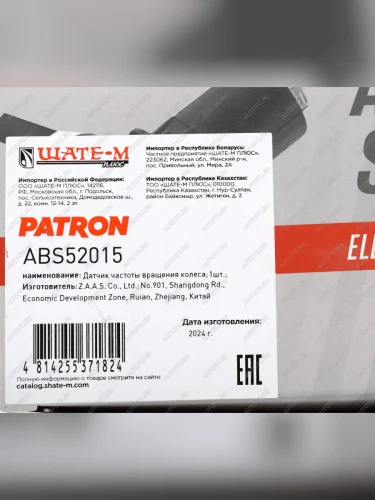 ШАТЕ-М
ПЛЮС
Импортер в Республике Беларусь:
Частное предприятие «ШАТЕ-М ПЛЮС»,
223062, Минская обл., Минский р-н,
пос. Привольный, ул. Мира, 2А
Импортер в Российской Федерации:
ООО «ШАТЕ-М ПЛЮС», 142116,
РФ, Московская обл., г. Подольск,
пос. Сельхозтехника, Домодедовское ш.,
д. 22, комн. 12-14, 2 эт.
Импортер в Республике Казахстан:
ТОО «ШАТЕ-М ПЛЮС», 010000,
Республика Казахстан, г. Нур-Султан,
район Байконыр, ул. Жетиген, д. 2
PATRON
ABS52015
наименование: Датчик частоты вращения колеса; 1шт.;
Изготовитель: Z.A.A.S. Co., Ltd.; No.901, Shangdong Rd.,
Economic Development Zone, Ruian, Zhejiang, Китай
Дата изготовления:
2024 г.
4 814255 371824
EAC
Полную информацию смотрите на сайте
catalog.shate-m.com
ELE